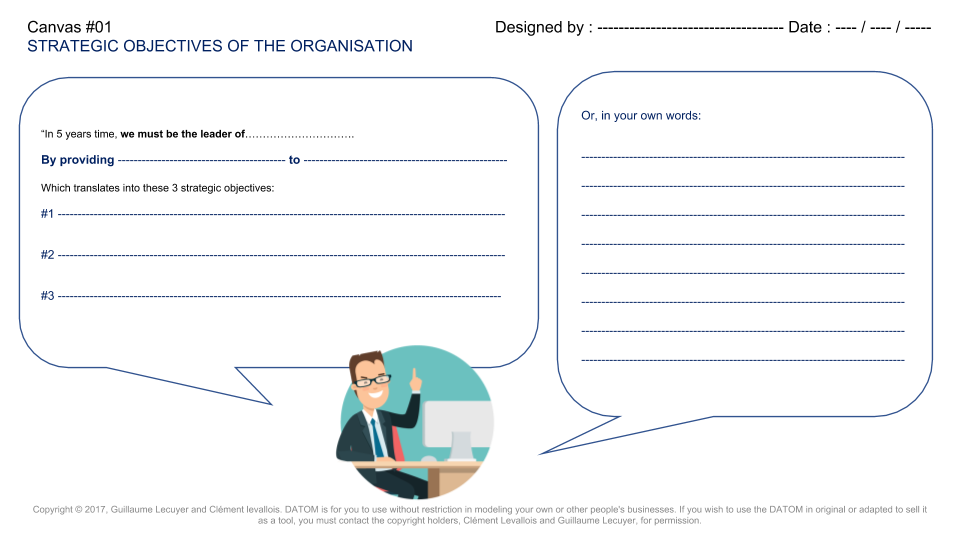 Canvas #01
STRATEGIC OBJECTIVES OF THE ORGANISATION
Designed by : ----------------------------------- Date : ---- / ---- / -----
“In 5 years time, we must be the leader of………………………….
By providing ------------------------------------------ to ---------------------------------------------------
Which translates into these 3 strategic objectives:
#1 ----------------------------------------------------------------------------------------------------------------
#2 ----------------------------------------------------------------------------------------------------------------
#3 ---------------------------------------------------------------------------------------------------------------
Or, in your own words:
---------------------------------------------------------------------------------
---------------------------------------------------------------------------------
---------------------------------------------------------------------------------
---------------------------------------------------------------------------------
---------------------------------------------------------------------------------
---------------------------------------------------------------------------------
---------------------------------------------------------------------------------
---------------------------------------------------------------------------------
Copyright © 2017, Guillaume Lecuyer and Clément levallois. DATOM is for you to use without restriction in modeling your own or other people's businesses. If you wish to use the DATOM in original or adapted to sell it
as a tool, you must contact the copyright holders, Clément Levallois and Guillaume Lecuyer, for permission.